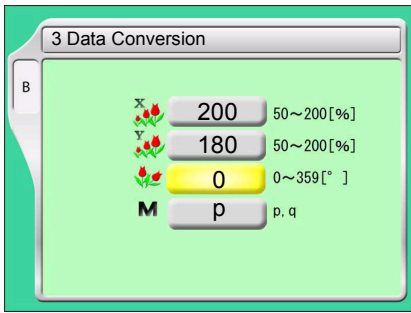 3 Data Conversion
B
X 200 50～200[%]
Y 180 50～200[%]
0 0～359[° ]
M p p, q